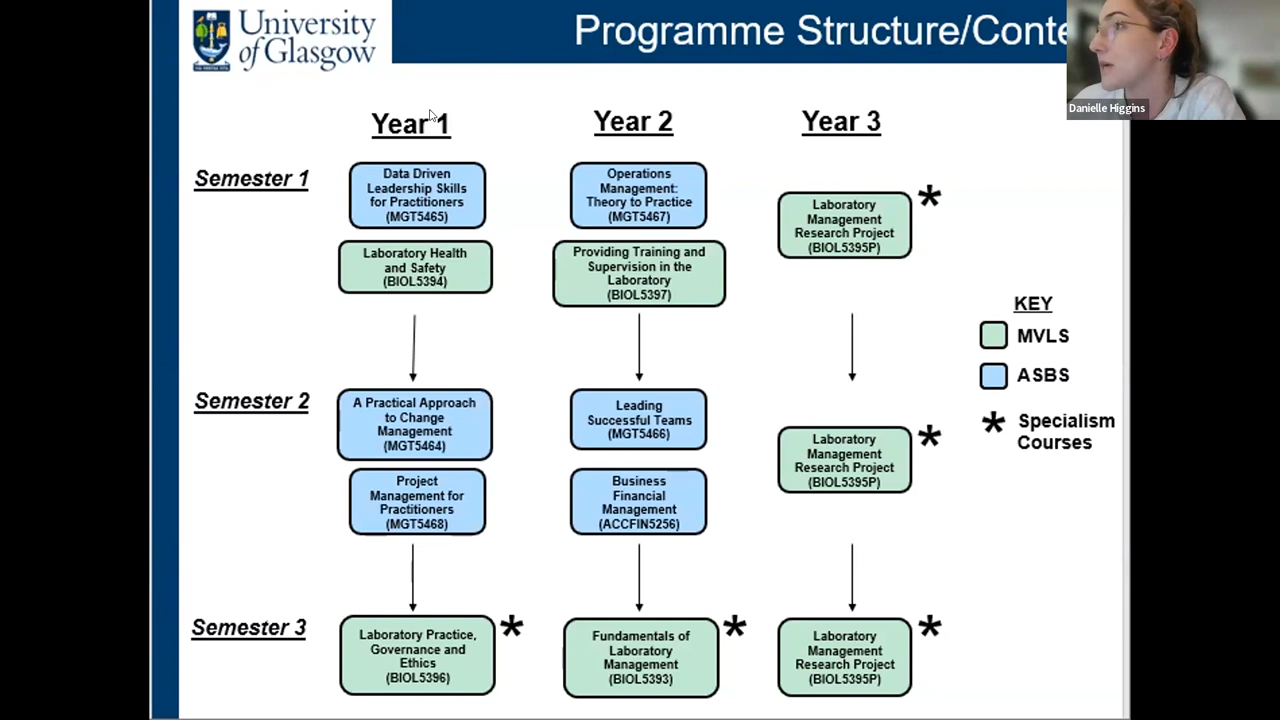 University
of Glasgow
Programme Structure/Conte
Danielle Higgins
Year 1
Year 2
Year 3
Semester 1
Data Driven
Leadership Skills
for Practitioners
(MGT5465)
Operations
Management:
Theory to Practice
(MGT5467)
Laboratory
Management
Research Project
(BIOL5395P)
*
Laboratory Health
and Safety
(BIOL5394)
Providing Training and
Supervision in the
Laboratory
(BIOL5397)
KEY
MVLS
ASBS
* Specialism
Courses
Semester 2
A Practical Approach
to Change
Management
(MGT5464)
Leading
Successful Teams
(MGT5466)
Laboratory
Management
Research Project
(BIOL5395P)
*
Project
Management for
Practitioners
(MGT5468)
Business
Financial
Management
(ACCFIN5256)
Semester 3
Laboratory Practice,
Governance and
Ethics
(BIOL5396)
*
Fundamentals of
Laboratory
Management
(BIOL5393)
*
Laboratory
Management
Research Project
(BIOL5395P)
*